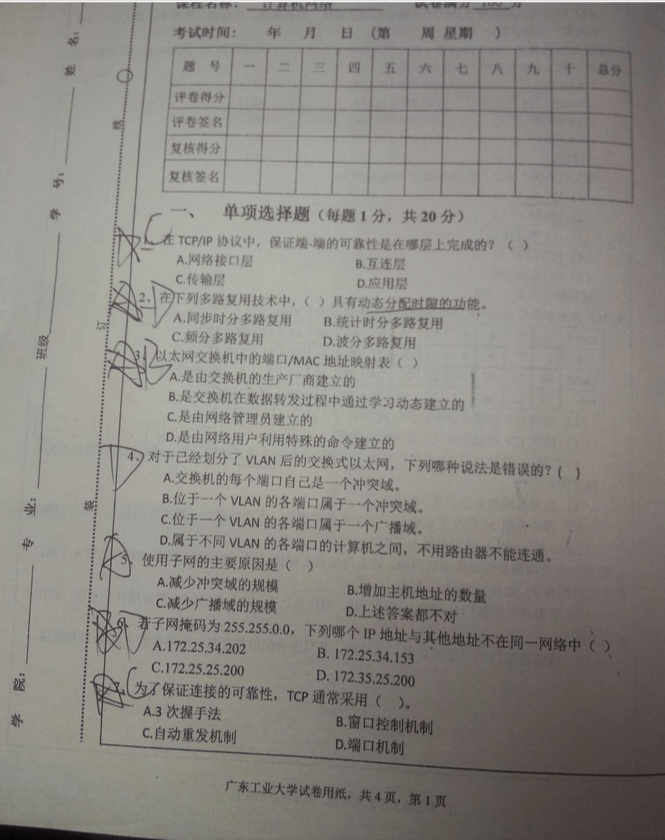 课程名称： 计算机网络 试卷满分 100 分
考试时间： 年 月 日 (第 周 星期 )
题 号 一 二 三 四 五 六 七 八 九 十 总分
评卷得分
评卷签名
复核得分
复核签名
一、 单项选择题（每题 1 分，共 20 分）
在 TCP/IP 协议中，保证端-端的可靠性是在哪层上完成的？（ ）
A.网络接口层 B.互连层
C.传输层 D.应用层
2、在下列多路复用技术中，（ ）具有动态分配时隙的功能。
A.同步时分多路复用 B.统计时分多路复用
C.频分多路复用 D.波分多路复用
3、以太网交换机中的端口/MAC 地址映射表（ ）
A.是由交换机的生产厂商建立的
B.是交换机在数据转发过程中通过学习动态建立的
C.是由网络管理员建立的
D.是由网络用户利用特殊的命令建立的
4、对于已经划分了 VLAN 后的交换式以太网，下列哪种说法是错误的？( )
A.交换机的每个端口自己是一个冲突域。
B.位于一个 VLAN 的各端口属于一个冲突域。
C.位于一个 VLAN 的各端口属于一个广播域。
D.属于不同 VLAN 的各端口的计算机之间，不用路由器不能连通。
5、使用子网的主要原因是（ ）
A.减少冲突域的规模 B.增加主机地址的数量
C.减少广播域的规模 D.上述答案都不对
6、若子网掩码为 255.255.0.0，下列哪个 IP 地址与其他地址不在同一网络中（ ）
A.172.25.34.202 B. 172.25.34.153
C.172.25.25.200 D. 172.35.25.200
7、为了保证连接的可靠性，TCP 通常采用（ ）。
A.3 次握手法 B.窗口控制机制
C.自动重发机制 D.端口机制
广东工业大学试卷用纸，共 4 页，第 1 页
学 院：
专 业：
班级
学 号：
姓 名：
装
订
线